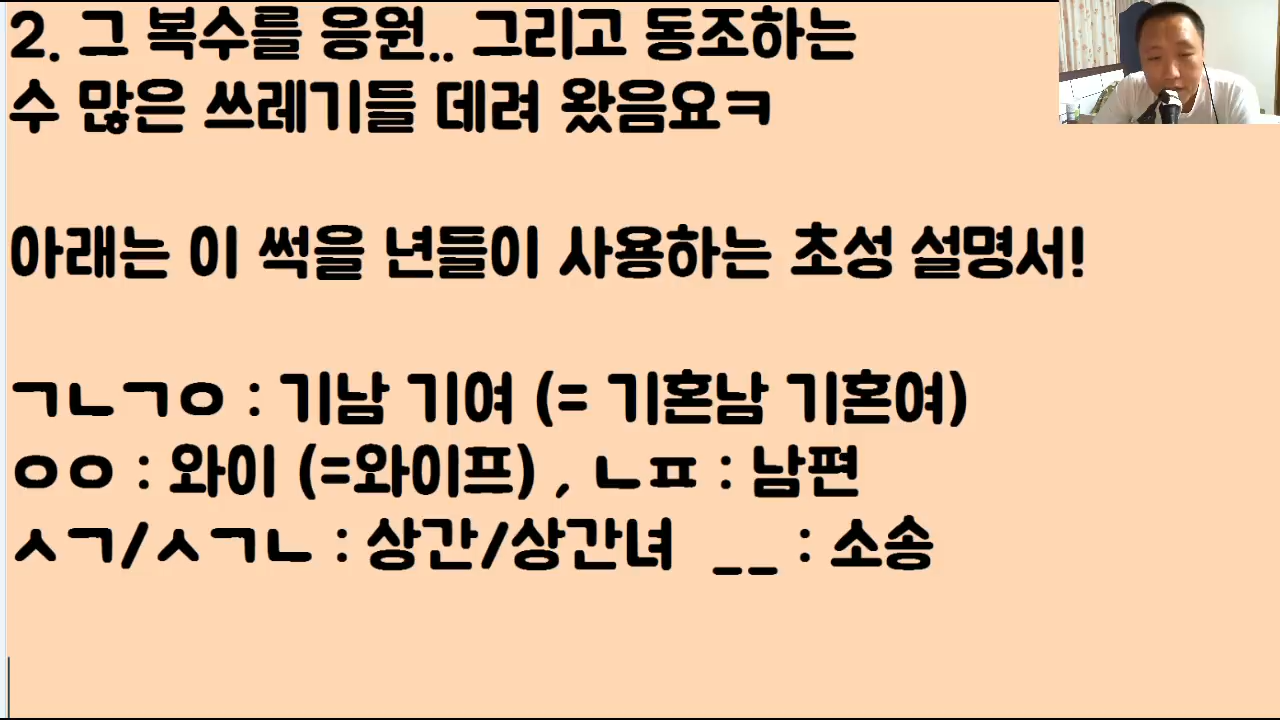 2. 그 복수를 응원.. 그리고 동조하는
수 많은 쓰레기들 데려 왔음요ㅋ
아래는 이 썩을 년들이 사용하는 초성 설명서!
ㄱㄴㄱㅇ : 기남 기여 (= 기혼남 기혼여)
ㅇㅇ : 와이 (=와이프) , ㄴㅍ : 남편
ㅅㄱ/ㅅㄱㄴ : 상간/상간녀 __ : 소송